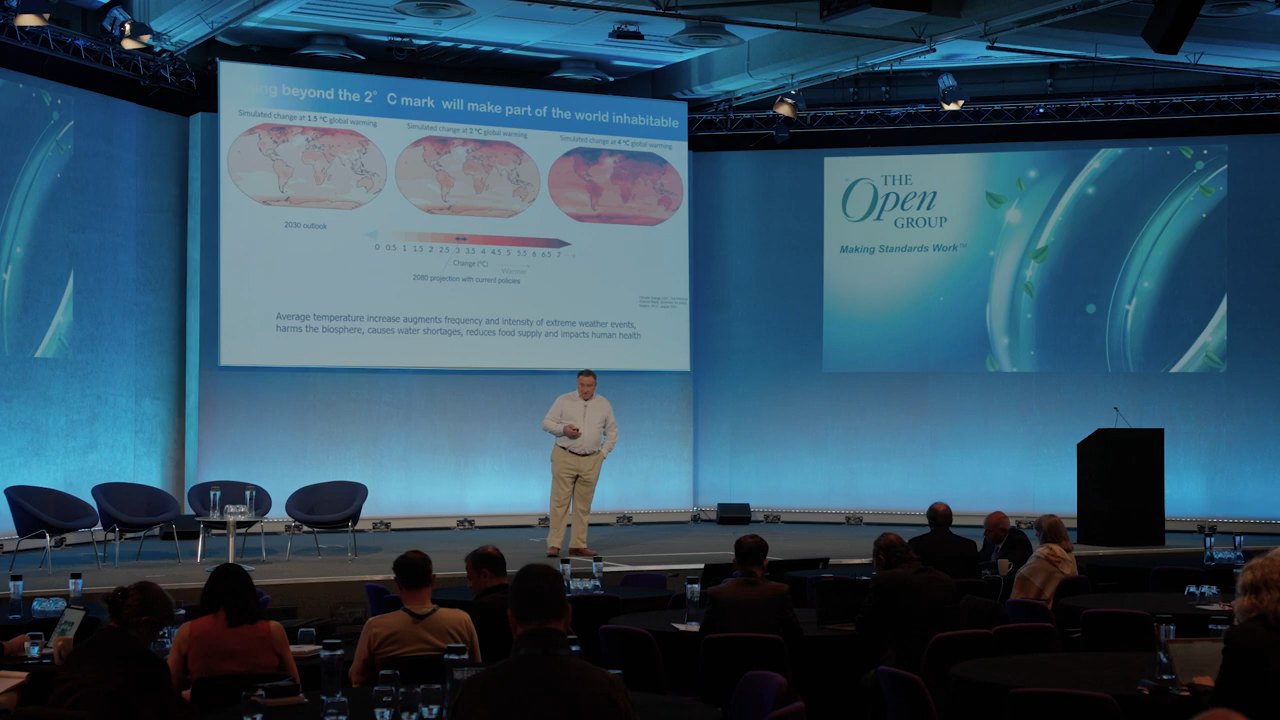 ng beyond the 2° C mark will make part of the world inhabitable
Simulated change at 1.5 °C global warming
Simulated change at 2 °C global warming
Simulated change at 4 °C global warming
2030 outlook
0 0.5 1 1.5 2 2.5 3 3.5 4 4.5 5 5.5 6 6.5 7
Change (°C)
Warmer
2080 projection with current policies
Average temperature increase augments frequency and intensity of extreme weather events,
harms the biosphere, causes water shortages, reduces food supply and impacts human health
THE
Open
GROUP
Making Standards Work™